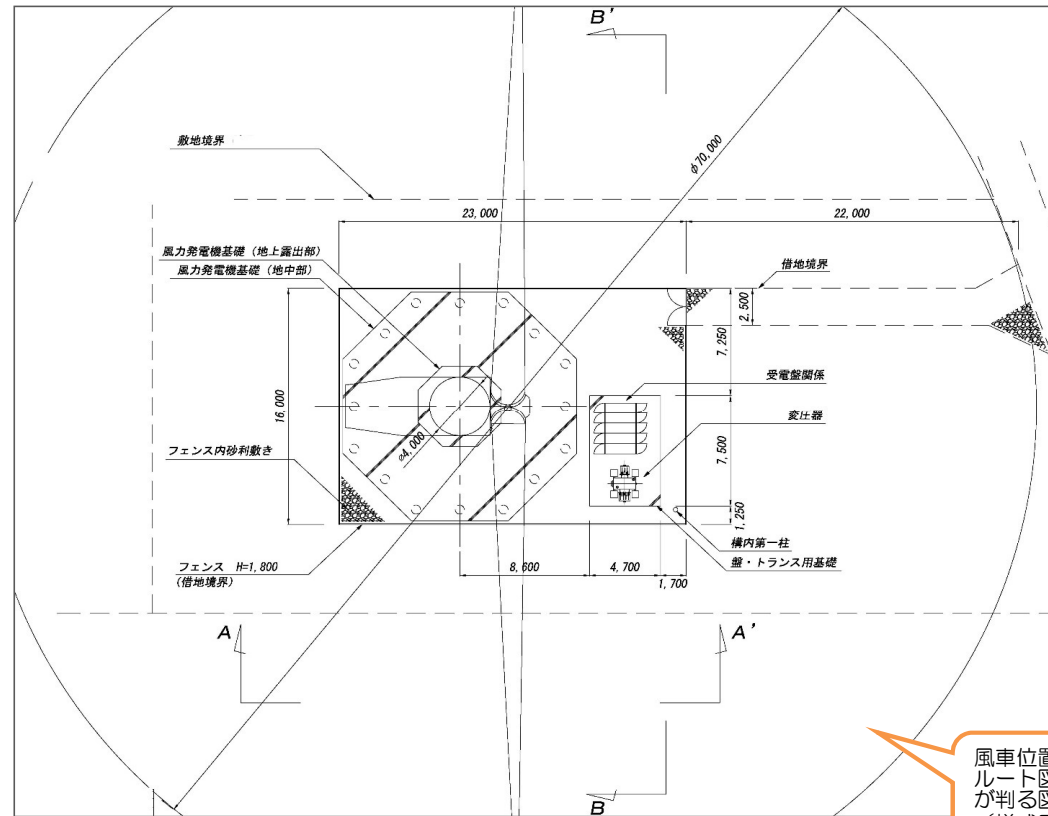 B'
敷地境界
φ70,000
23,000
22,000
風力発電機基礎（地上露出部）
風力発電機基礎（地中部）
借地境界
2,500
7,250
受電盤関係
変圧器
16,000
φ4,000
7,500
フェンス内砂利敷き
1,250
構内第一柱
フェンス H=1,800
(借地境界)
盤・トランス用基礎
8,600
4,700
1,700
A
A'
B
風車位置
ルート図
が判る図